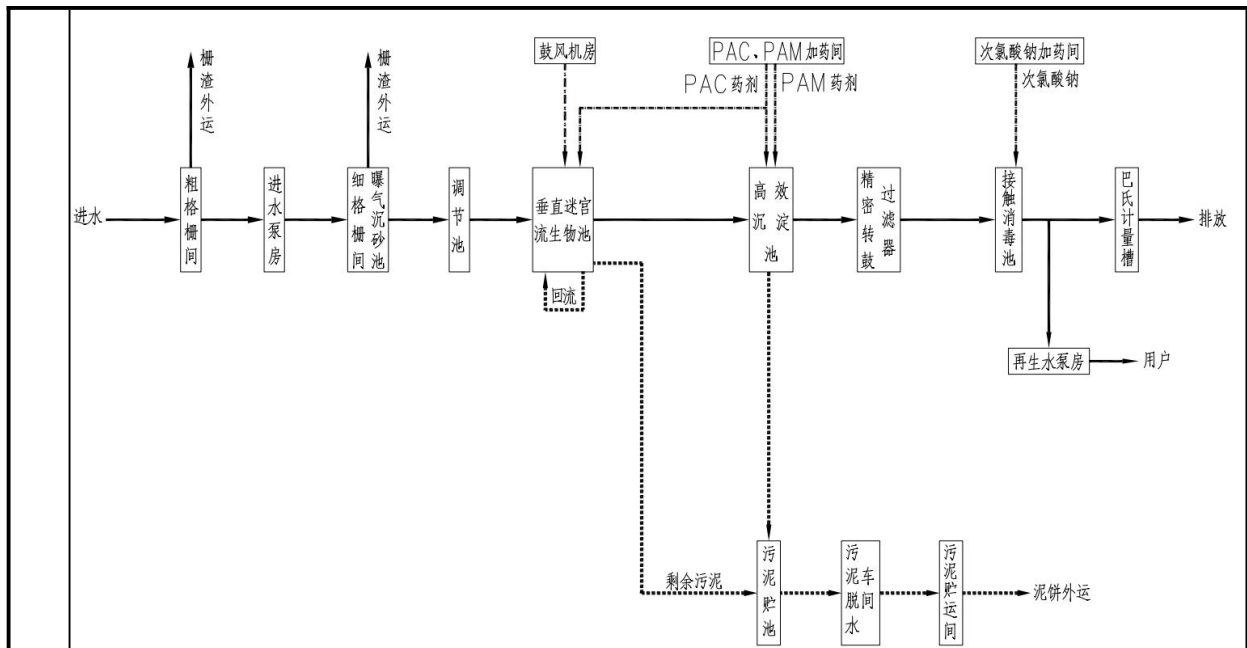 栅渣外运
栅渣外运
鼓风机房
PAC、PAM加药间
次氯酸钠加药间
PAC药剂
PAM药剂
次氯酸钠
进水
粗格栅间
进水泵房
细格栅间
曝气沉砂池
调节池
垂直迷宫
流生物池
高效
沉淀
池
精密转鼓
过滤器
接触消毒池
巴氏计量槽
排放
回流
再生水泵房
用户
剩余污泥
污泥贮池
污泥脱水
车间
污泥贮运间
泥饼外运